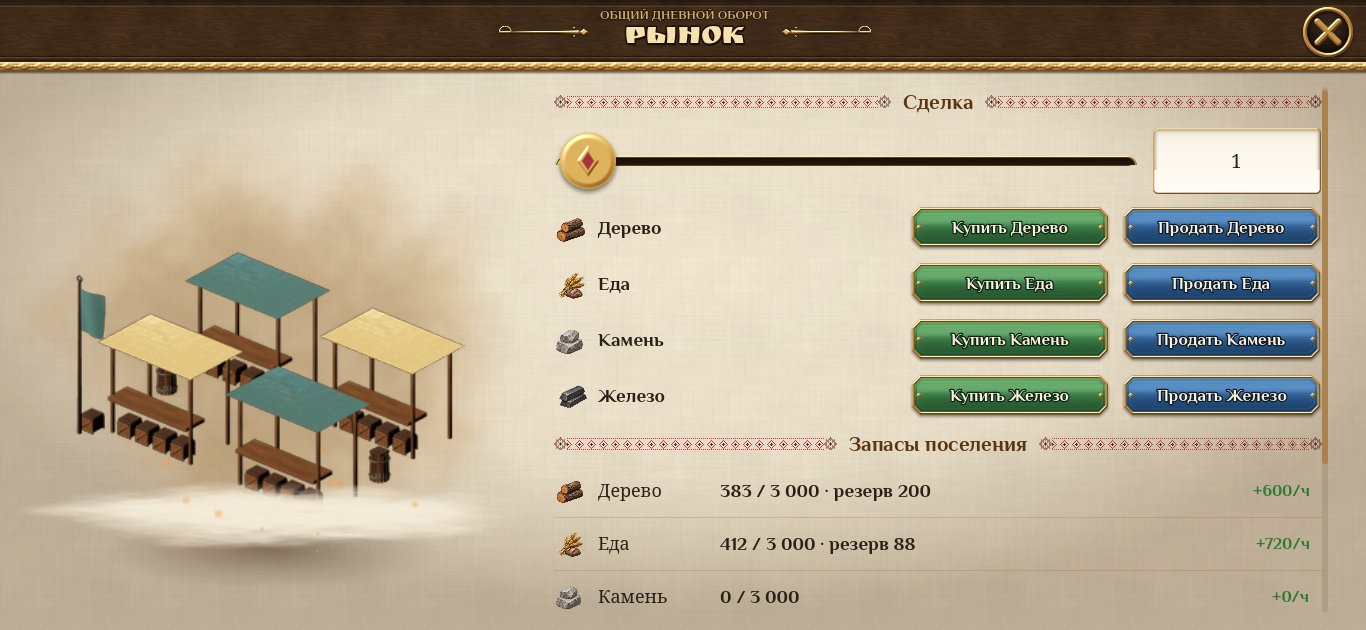 ОБЩИЙ ДНЕВНОЙ ОБОРОТ
РЫНОК
Сделка
1
Дерево Купить Дерево Продать Дерево
Еда Купить Еда Продать Еда
Камень Купить Камень Продать Камень
Железо Купить Железо Продать Железо
Запасы поселения
Дерево 383 / 3 000 · резерв 200 +600/ч
Еда 412 / 3 000 · резерв 88 +720/ч
Камень 0 / 3 000 +0/ч